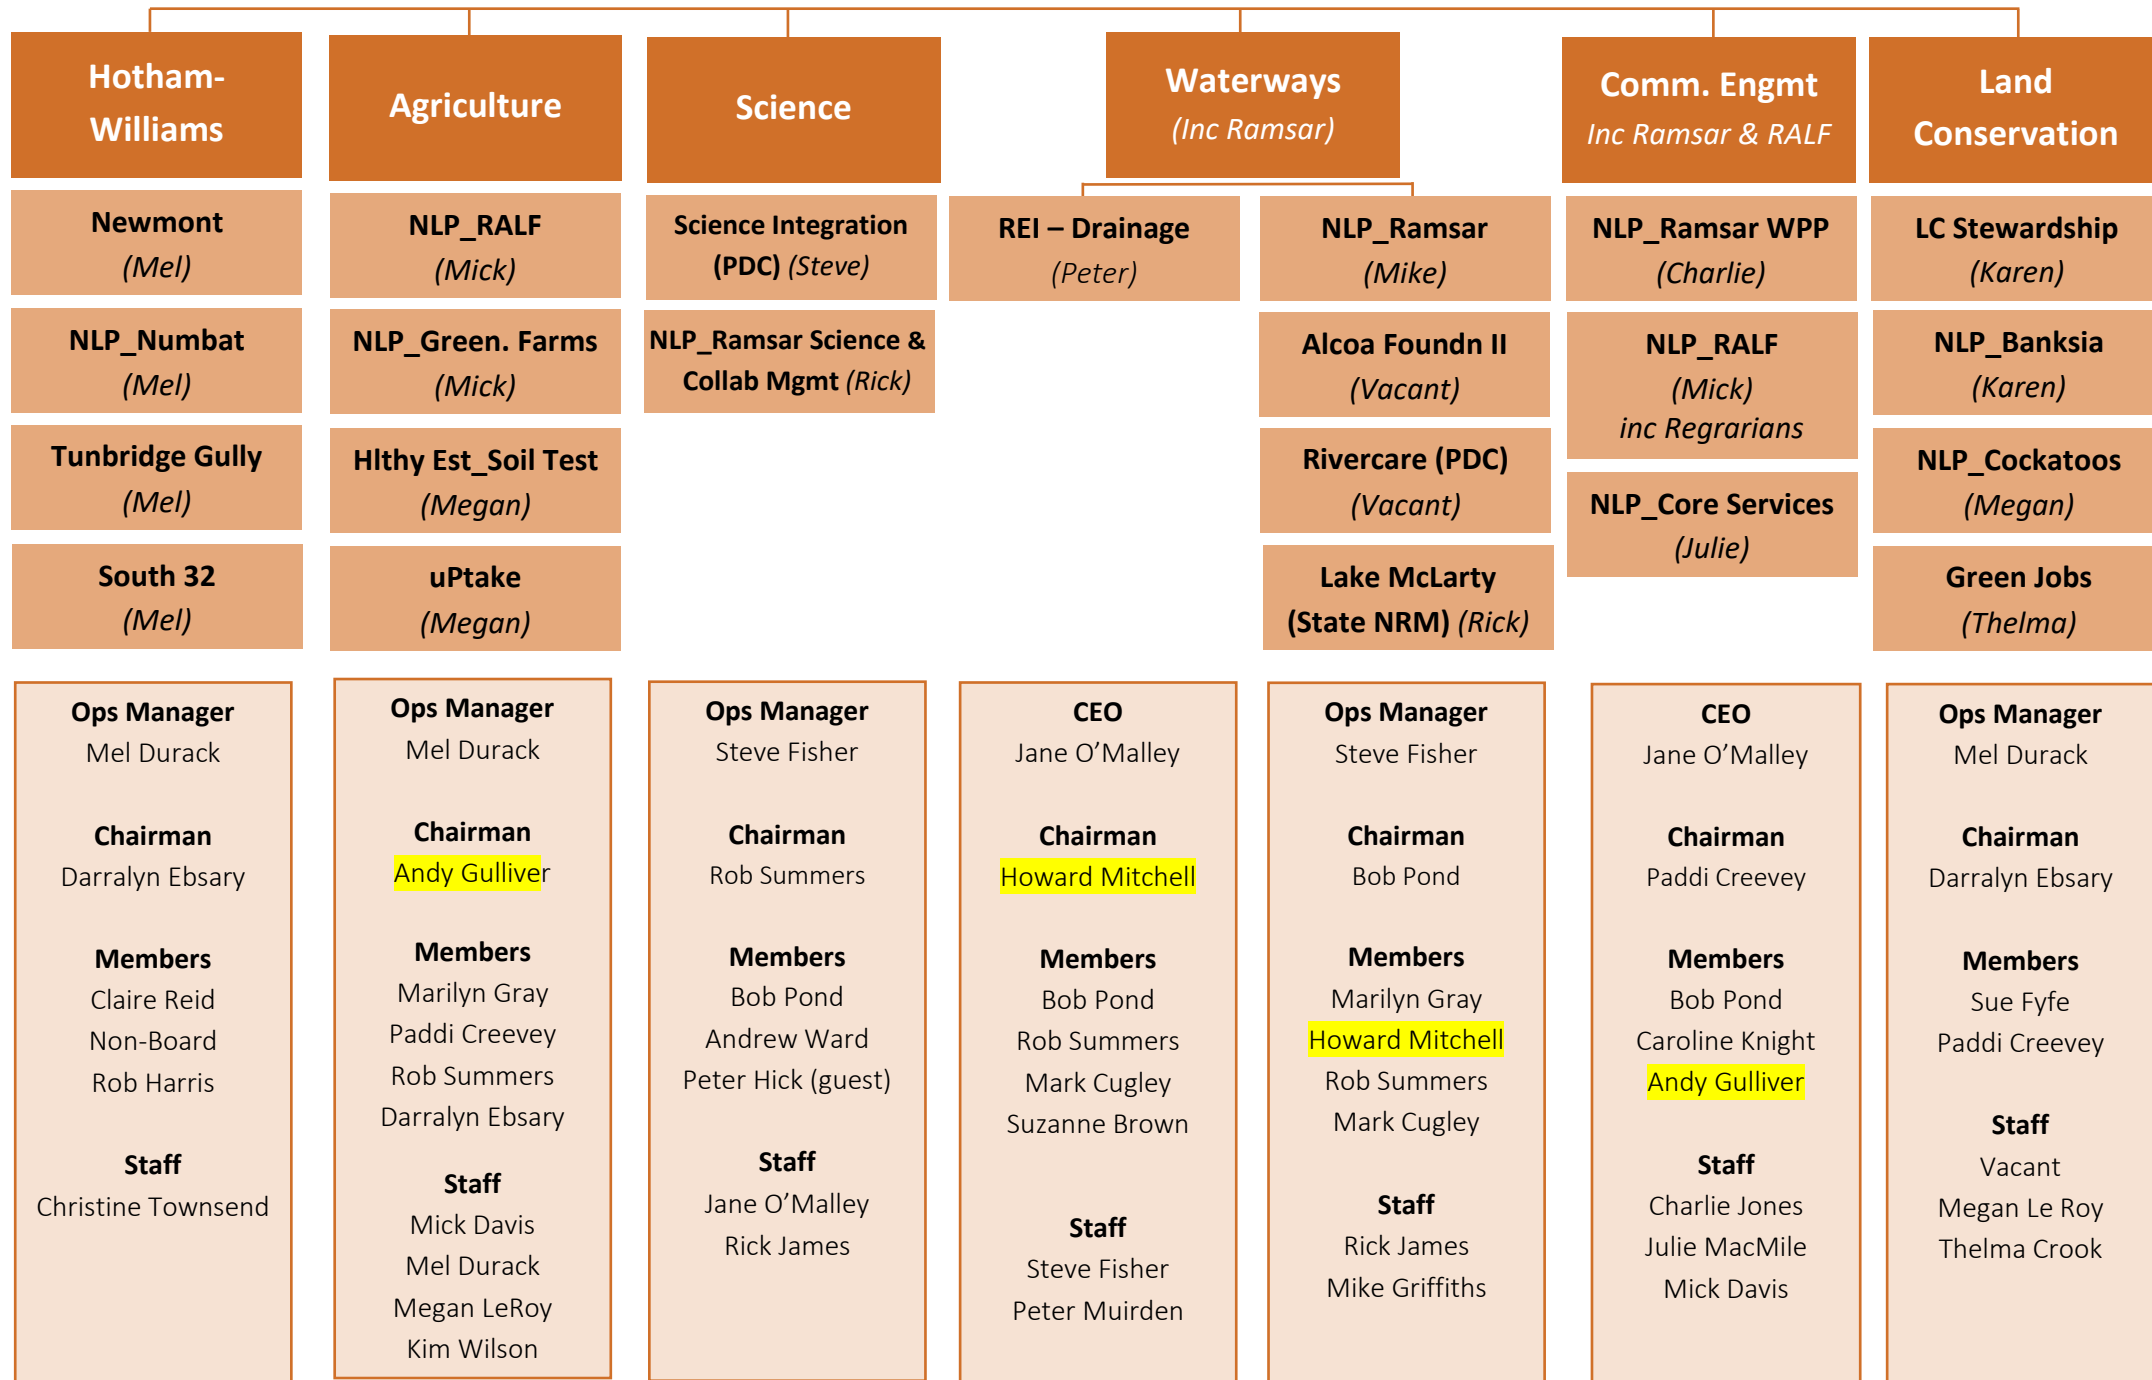 Hotham-
Williams
Agriculture
Science
Waterways
(Inc Ramsar)
Comm. Engmt
Inc Ramsar & RALF
Land
Conservation
Newmont
(Mel)
NLP_Numbat
(Mel)
Tunbridge Gully
(Mel)
South 32
(Mel)
NLP_RALF
(Mick)
NLP_Green. Farms
(Mick)
Hlthy Est_Soil Test
(Megan)
uPtake
(Megan)
Science Integration
(PDC) (Steve)
NLP_Ramsar Science &
Collab Mgmt (Rick)
REI – Drainage
(Peter)
NLP_Ramsar
(Mike)
Alcoa Foundn II
(Vacant)
Rivercare (PDC)
(Vacant)
Lake McLarty
(State NRM) (Rick)
NLP_Ramsar WPP
(Charlie)
NLP_RALF
(Mick)
inc Regrarians
NLP_Core Services
(Julie)
LC Stewardship
(Karen)
NLP_Banksia
(Karen)
NLP_Cockatoos
(Megan)
Green Jobs
(Thelma)
Ops Manager
Mel Durack
Chairman
Darralyn Ebsary
Members
Claire Reid
Non-Board
Rob Harris
Staff
Christine Townsend
Ops Manager
Mel Durack
Chairman
Andy Gulliver
Members
Marilyn Gray
Paddi Creevey
Rob Summers
Darralyn Ebsary
Staff
Mick Davis
Mel Durack
Megan LeRoy
Kim Wilson
Ops Manager
Steve Fisher
Chairman
Rob Summers
Members
Bob Pond
Andrew Ward
Peter Hick (guest)
Staff
Jane O’Malley
Rick James
CEO
Jane O’Malley
Chairman
Howard Mitchell
Members
Bob Pond
Rob Summers
Mark Cugley
Suzanne Brown
Staff
Steve Fisher
Peter Muirden
Ops Manager
Steve Fisher
Chairman
Bob Pond
Members
Marilyn Gray
Howard Mitchell
Rob Summers
Mark Cugley
Staff
Rick James
Mike Griffiths
CEO
Jane O’Malley
Chairman
Paddi Creevey
Members
Bob Pond
Caroline Knight
Andy Gulliver
Staff
Charlie Jones
Julie MacMile
Mick Davis
Ops Manager
Mel Durack
Chairman
Darralyn Ebsary
Members
Sue Fyfe
Paddi Creevey
Staff
Vacant
Megan Le Roy
Thelma Crook